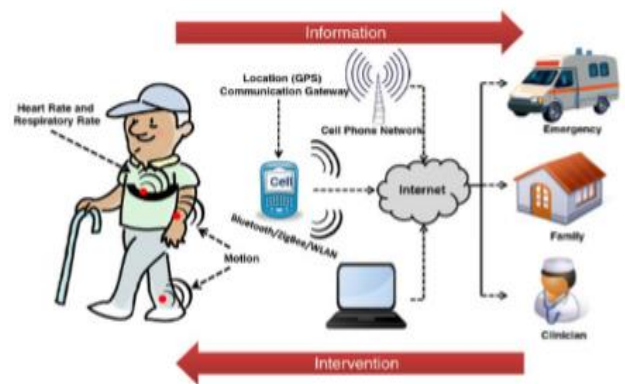 Information
Location (GPS)
Communication Gateway
Heart Rate and
Respiratory Rate
Cell Phone Network
Emergency
Cell
Internet
Bluetooth/ZigBee/WLAN
Family
Motion
Clinician
Intervention